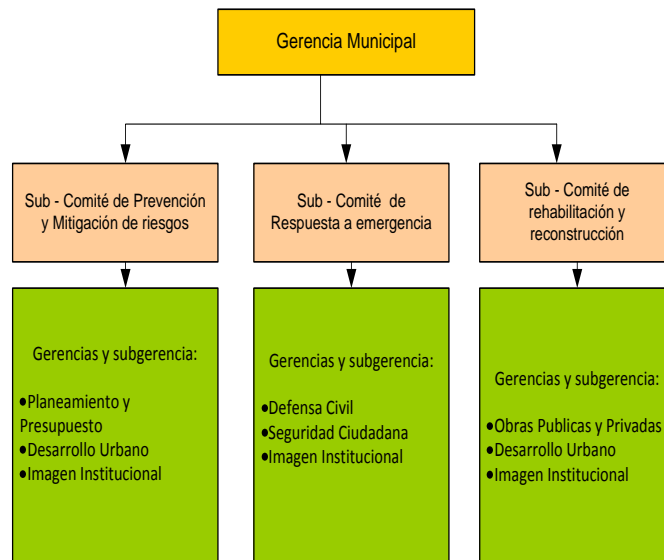 Gerencia Municipal
Sub - Comité de Prevención
y Mitigación de riesgos
Sub - Comité de
Respuesta a emergencia
Sub - Comité de
rehabilitación y
reconstrucción
Gerencias y subgerencia:
•Planeamiento y
Presupuesto
•Desarrollo Urbano
•Imagen Institucional
Gerencias y subgerencia:
•Defensa Civil
•Seguridad Ciudadana
•Imagen Institucional
Gerencias y subgerencia:
•Obras Publicas y Privadas
•Desarrollo Urbano
•Imagen Institucional